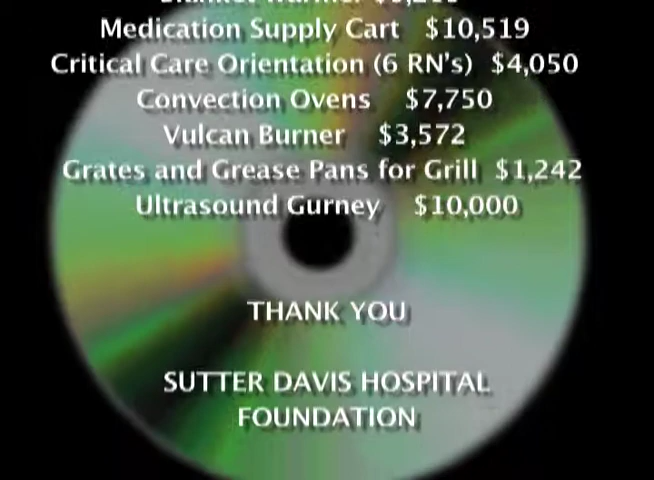 Medication Supply Cart $10,519
Critical Care Orientation (6 RN's) $4,050
Convection Ovens $7,750
Vulcan Burner $3,572
Grates and Grease Pans for Grill $1,242
Ultrasound Gurney $10,000
THANK YOU
SUTTER DAVIS HOSPITAL
FOUNDATION